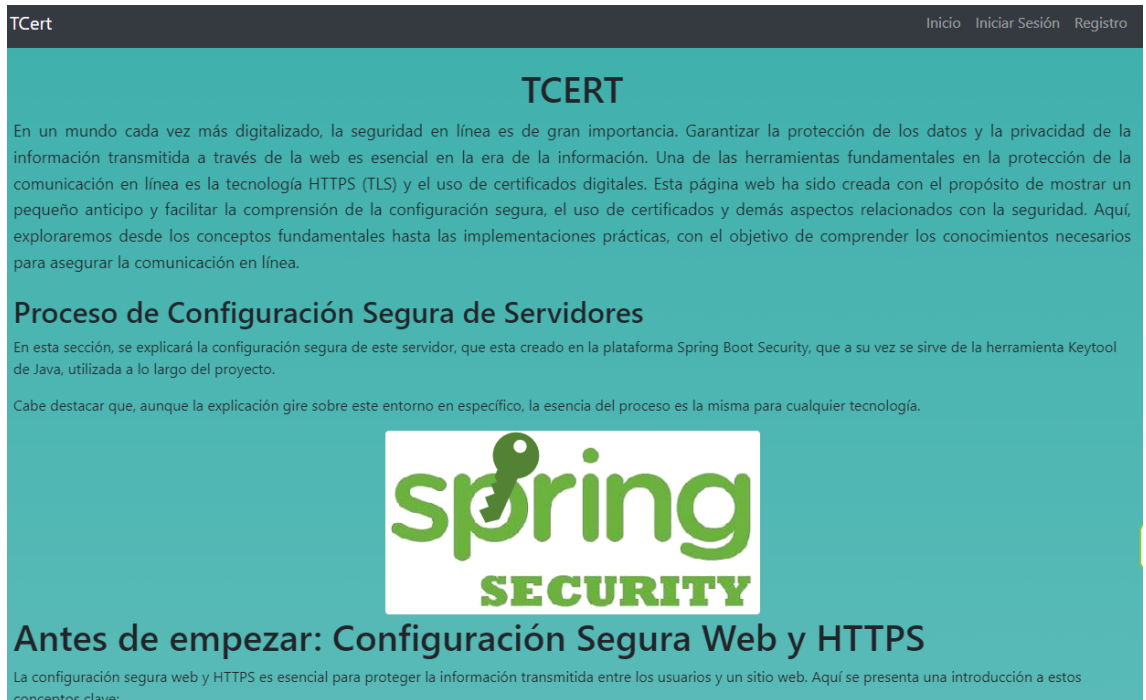 TCert
Inicio Iniciar Sesión Registro
TCERT
En un mundo cada vez más digitalizado, la seguridad en línea es de gran importancia. Garantizar la protección de los datos y la privacidad de la
información transmitida a través de la web es esencial en la era de la información. Una de las herramientas fundamentales en la protección de la
comunicación en línea es la tecnología HTTPS (TLS) y el uso de certificados digitales. Esta página web ha sido creada con el propósito de mostrar un
pequeño anticipo y facilitar la comprensión de la configuración segura, el uso de certificados y demás aspectos relacionados con la seguridad. Aquí,
exploraremos desde los conceptos fundamentales hasta las implementaciones prácticas, con el objetivo de comprender los conocimientos necesarios
para asegurar la comunicación en línea.
Proceso de Configuración Segura de Servidores
En esta sección, se explicará la configuración segura de este servidor, que esta creado en la plataforma Spring Boot Security, que a su vez se sirve de la herramienta Keytool
de Java, utilizada a lo largo del proyecto.
Cabe destacar que, aunque la explicación gire sobre este entorno en específico, la esencia del proceso es la misma para cualquier tecnología.
spring
SECURITY
Antes de empezar: Configuración Segura Web y HTTPS
La configuración segura web y HTTPS es esencial para proteger la información transmitida entre los usuarios y un sitio web. Aquí se presenta una introducción a estos
conceptos clave: